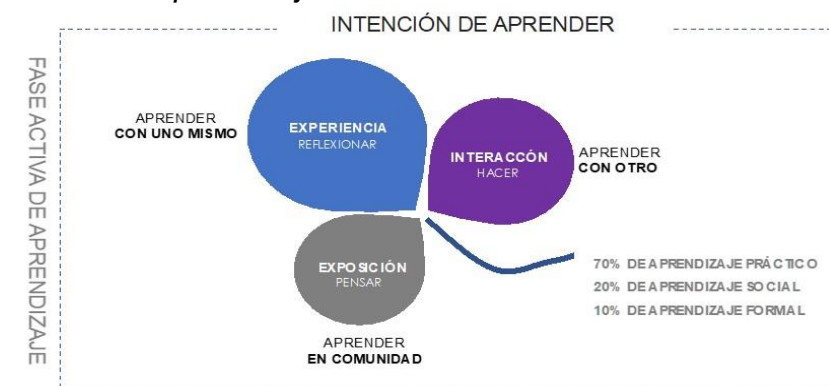 INTENCIÓN DE APRENDER
FASE ACTIVA DE APRENDIZAJE
APRENDER
CON UNO MISMO
EXPERIENCIA
REFLEXIONAR
INTERACCÓN
HACER
APRENDER
CON OTRO
EXPOSICIÓN
PENSAR
APRENDER
EN COMUNIDAD
70% DE APRENDIZAJE PRÁCTICO
20% DE APRENDIZAJE SOCIAL
10% DE APRENDIZAJE FORMAL